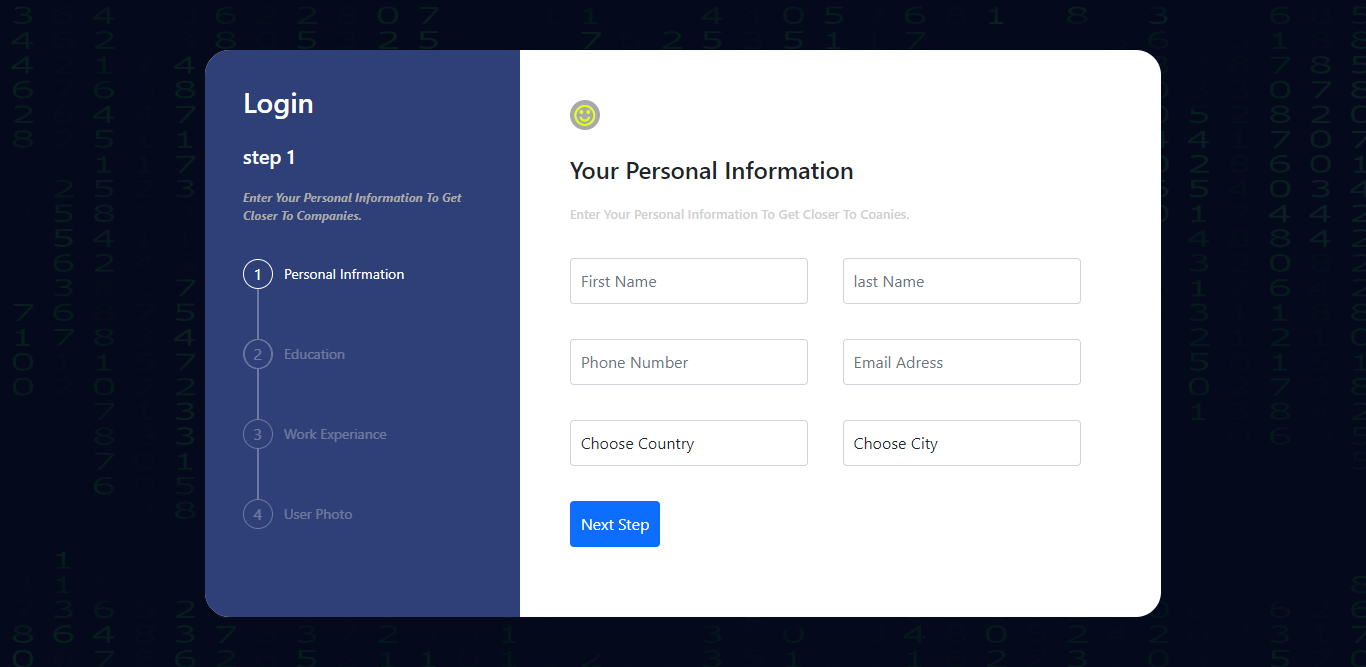 Login
step 1
Enter Your Personal Information To Get
Closer To Companies.
1 Personal Infrmation
2 Education
3 Work Experiance
4 User Photo
Your Personal Information
Enter Your Personal Information To Get Closer To Coanies.
First Name last Name
Phone Number Email Adress
Choose Country Choose City
Next Step